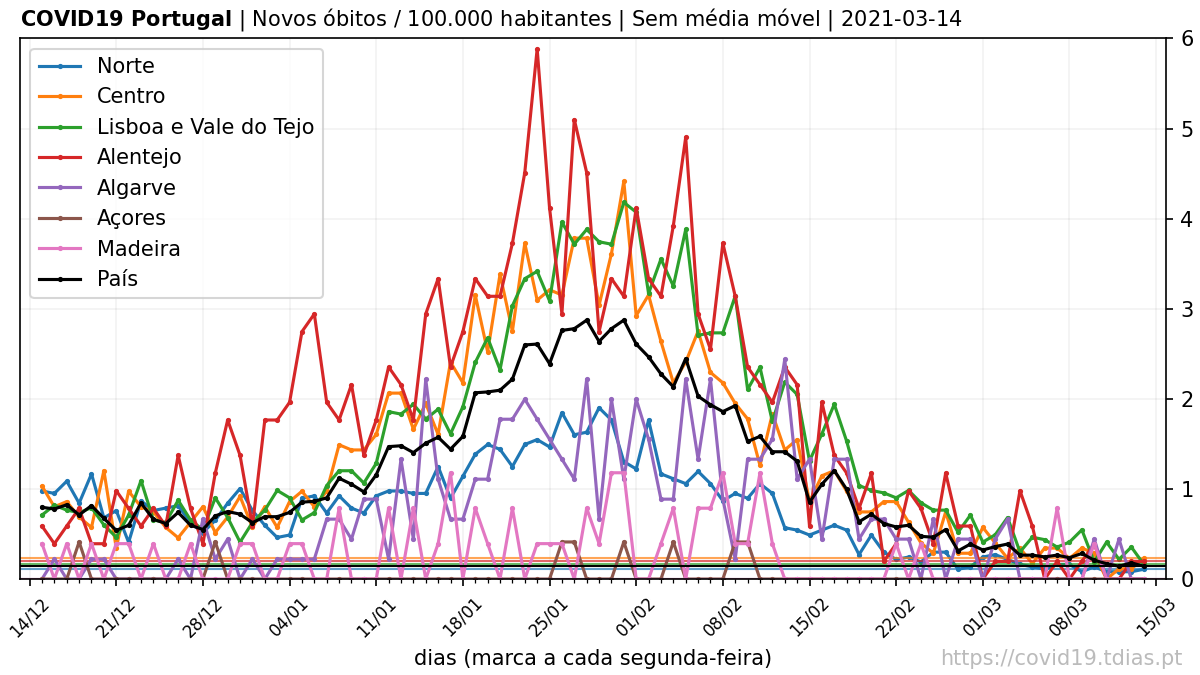 COVID19 Portugal | Novos óbitos / 100.000 habitantes | Sem média móvel | 2021-03-14
Norte
Centro
Lisboa e Vale do Tejo
Alentejo
Algarve
Açores
Madeira
País
6
5
4
3
2
1
0
14/12 21/12 28/12 04/01 11/01 18/01 25/01 01/02 08/02 15/02 22/02 01/03 08/03 15/03
dias (marca a cada segunda-feira)
https://covid19.tdias.pt